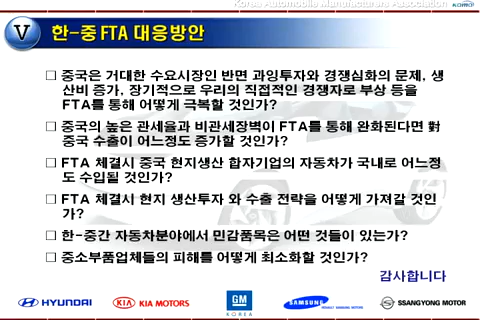 Korea Automobile Manufacturers Association KAMA
V
한-중 FTA 대응방안
□ 중국은 거대한 수요시장인 반면 과잉투자와 경쟁심화의 문제, 생
산비 증가, 장기적으로 우리의 직접적인 경쟁자로 부상 등을
FTA를 통해 어떻게 극복할 것인가?
□ 중국의 높은 관세율과 비관세장벽이 FTA를 통해 완화된다면 對
중국 수출이 어느정도 증가할 것인가?
□ FTA 체결시 중국 현지생산 합자기업의 자동차가 국내로 어느정
도 수입될 것인가?
□ FTA 체결시 현지 생산투자 와 수출 전략을 어떻게 가져갈 것인
가?
□ 한-중간 자동차분야에서 민감품목은 어떤 것들이 있는가?
□ 중소부품업체들의 피해를 어떻게 최소화할 것인가?
감사합니다
HYUNDAI KIA KIA MOTORS GM KOREA SAMSUNG RENAULT SAMSUNG MOTORS SSANGYONG MOTOR